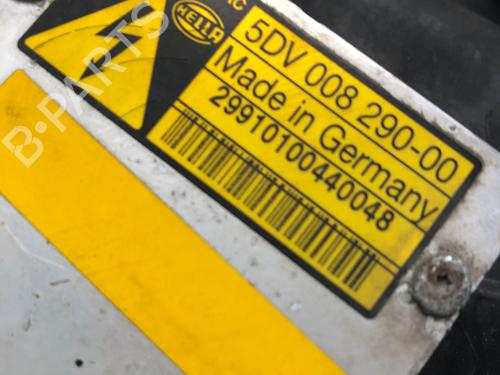 HELLA
5DV 008 290-00
Made in Germany
29910100440048
B-PARTS